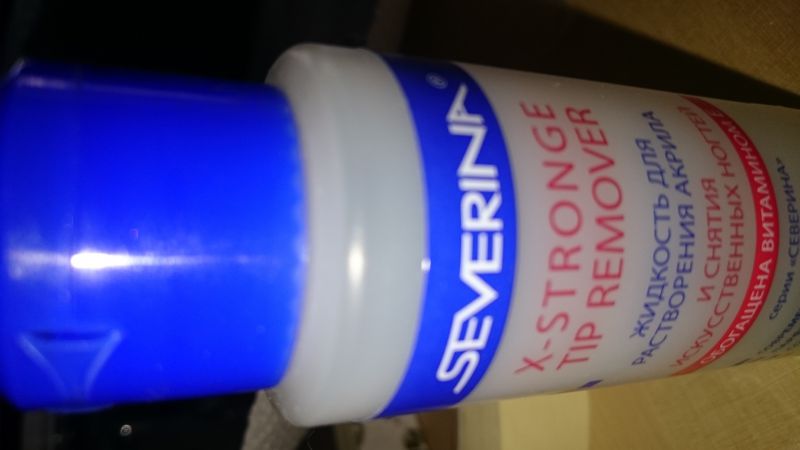 SEVERINA®
X-STRONGE
TIP REMOVER
ЖИДКОСТЬ ДЛЯ
РАСТВОРЕНИЯ АКРИЛА
И СНЯТИЯ
ИСКУССТВЕННЫХ НОГТЕЙ
ОБОГАЩЕНА ВИТАМИНОМ
серии «СЕВЕРИНА»